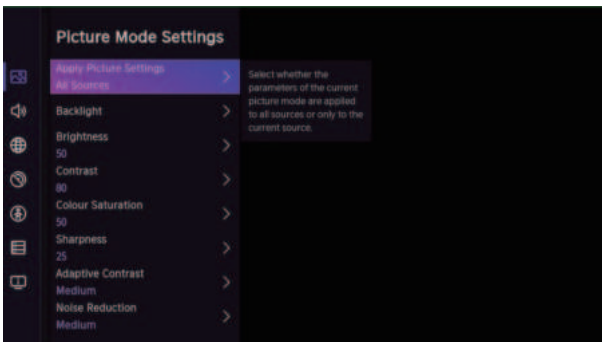 Picture Mode Settings
Apply Picture Settings
All Sources
Select whether the
parameters of the current
picture mode are applied
to all sources or only to the
current source.
Backlight
Brightness
50
Contrast
80
Colour Saturation
50
Sharpness
25
Adaptive Contrast
Medium
Noise Reduction
Medium